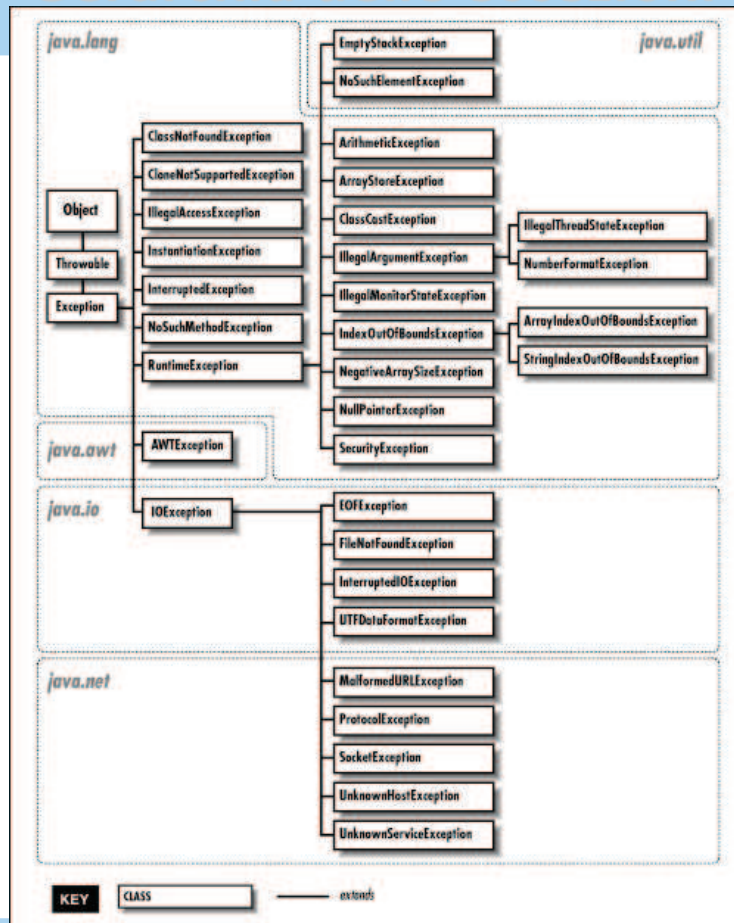 java.lang
java.util
EmptyStackException
NoSuchElementException
ClassNotFoundException
CloneNotSupportedException
IllegalAccessException
InstantiationException
InterruptedException
NoSuchMethodException
RuntimeException
Object
Throwable
Exception
ArithmeticException
ArrayStoreException
ClassCastException
IllegalArgumentException
IllegalMonitorStateException
IndexOutOfBoundsException
NegativeArraySizeException
NullPointerException
SecurityException
IllegalThreadStateException
NumberFormatException
ArrayIndexOutOfBoundsException
StringIndexOutOfBoundsException
java.awt
AWTException
java.io
IOException
EOFException
FileNotFoundException
InterruptedIOException
UTFDataFormatException
java.net
MalformedURLException
ProtocolException
SocketException
UnknownHostException
UnknownServiceException
KEY
CLASS
extends